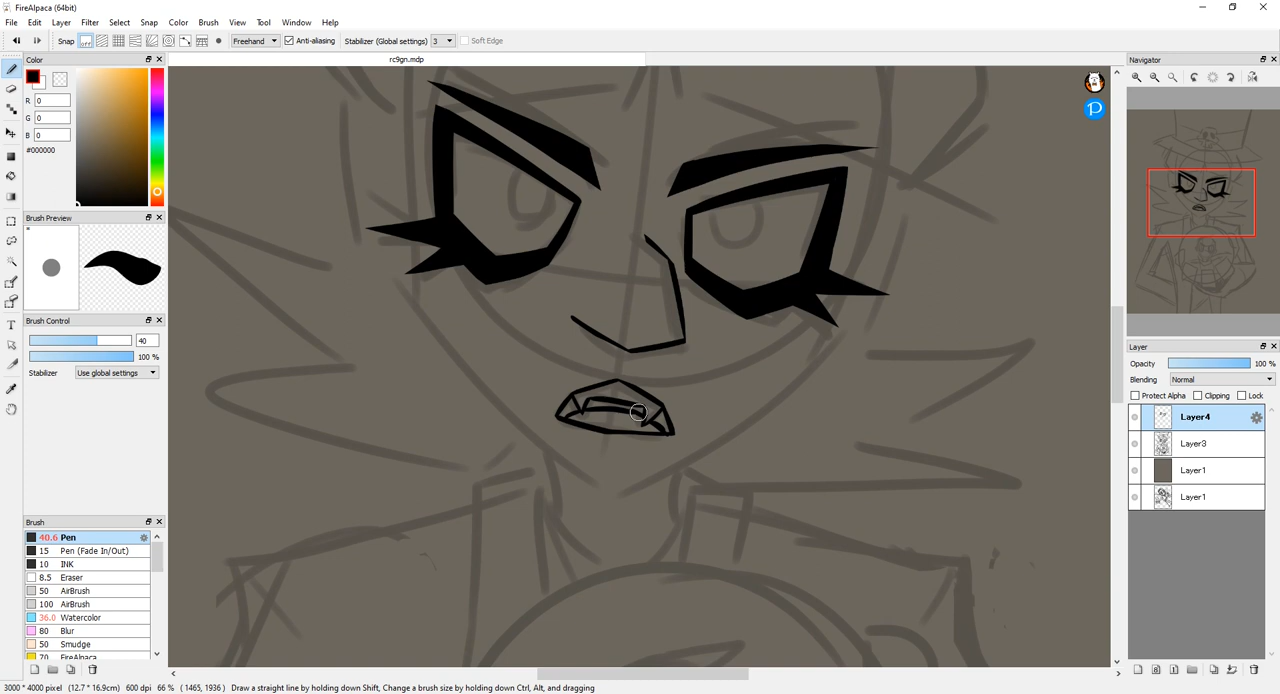 FireAlpaca (64bit)
File Edit Layer Filter Select Snap Color Brush View Tool Window Help
Snap OFF Freehand Anti-aliasing Stabilizer (Global settings) 3 Soft Edge
Color
rc9gn.mdp
Navigator
R 0
G 0
B 0
#000000
Brush Preview
Brush Control
40
100 %
Stabilizer Use global settings
Layer
Opacity 100 %
Blending Normal
Protect Alpha Clipping Lock
Layer4
Layer3
Layer1
Layer1
Brush
40.6 Pen
15 Pen (Fade In/Out)
10 INK
8.5 Eraser
50 AirBrush
100 AirBrush
36.0 Watercolor
80 Blur
50 Smudge
70 FireAlpaca
3000 * 4000 pixel (12.7 * 16.9cm) 600 dpi 66 % ( 1465, 1936 ) Draw a straight line by holding down Shift, Change a brush size by holding down Ctrl, Alt, and dragging